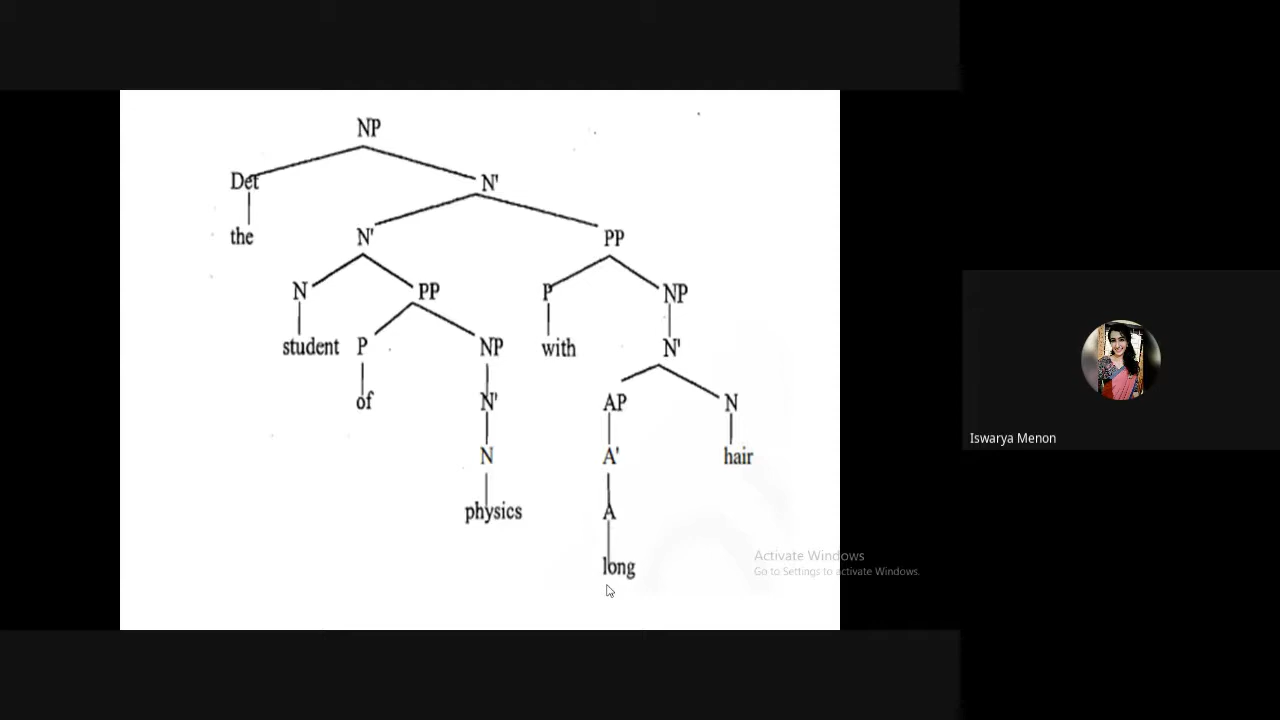 NP
Det N'
the N' PP
N PP P NP
student P NP with N'
of N' AP N
N A' hair
physics A
long
Iswarya Menon
Activate Windows
Go to Settings to activate Windows.